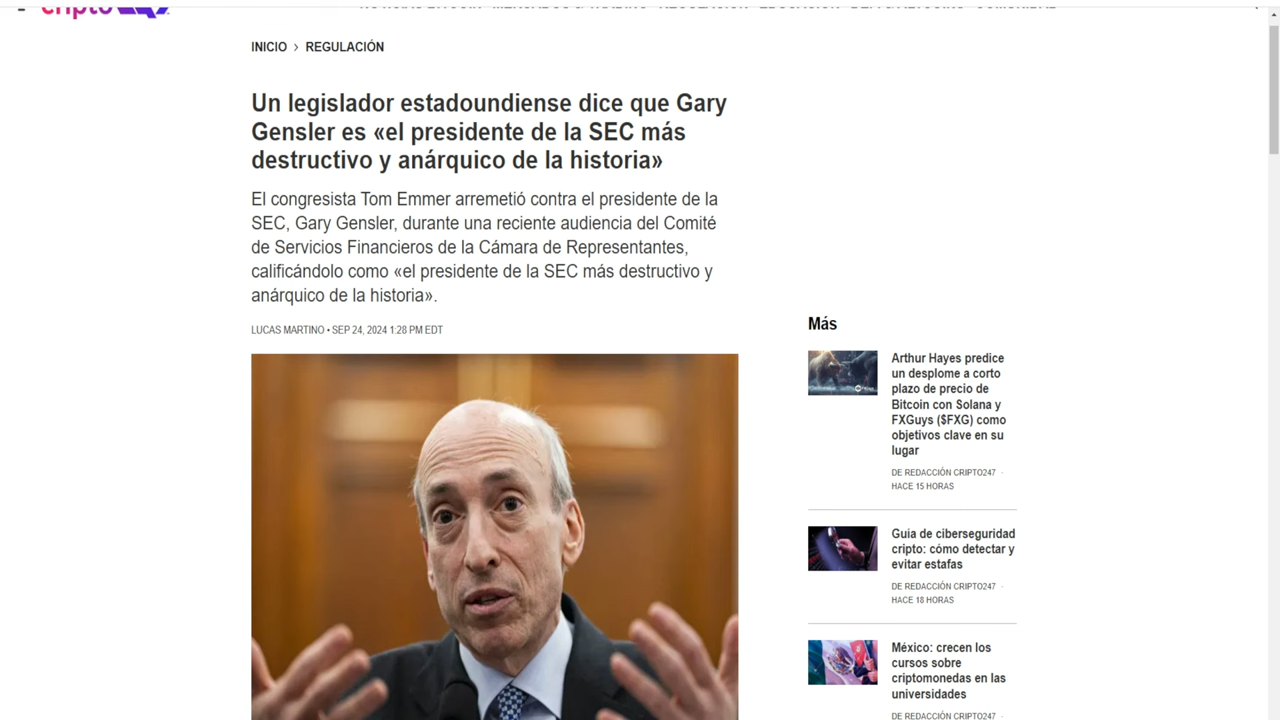 INICIO > REGULACIÓN
Un legislador estadoundiense dice que Gary
Gensler es «el presidente de la SEC más
destructivo y anárquico de la historia»
El congresista Tom Emmer arremetió contra el presidente de la
SEC, Gary Gensler, durante una reciente audiencia del Comité
de Servicios Financieros de la Cámara de Representantes,
calificándolo como «el presidente de la SEC más destructivo y
anárquico de la historia».
LUCAS MARTINO • SEP 24, 2024 1:28 PM EDT
Más
Arthur Hayes predice
un desplome a corto
plazo de precio de
Bitcoin con Solana y
FXGuys ($FXG) como
objetivos clave en su
lugar
DE REDACCIÓN CRIPTO247 ·
HACE 15 HORAS
Guía de ciberseguridad
cripto: cómo detectar y
evitar estafas
DE REDACCIÓN CRIPTO247 ·
HACE 18 HORAS
México: crecen los
cursos sobre
criptomonedas en las
universidades
DE REDACCIÓN CRIPTO247 ·